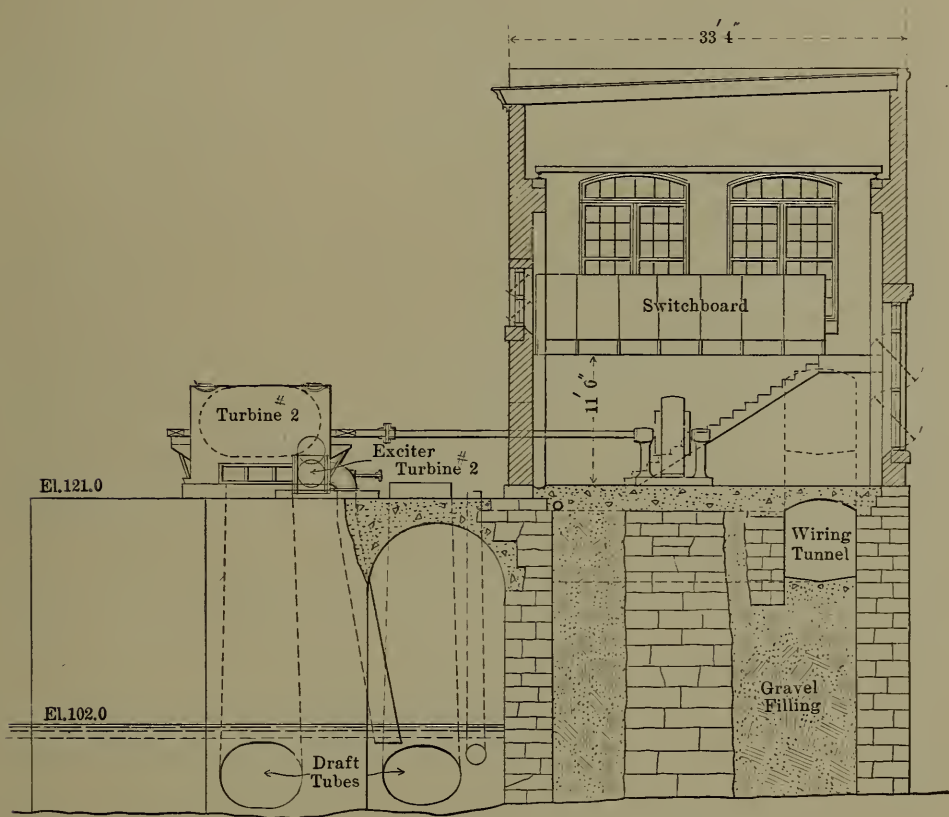 33' 4"
Switchboard
11' 0"
Turbine #2
Exciter
Turbine #2
El.121.0
Wiring
Tunnel
Gravel
Filling
El.102.0
Draft
Tubes